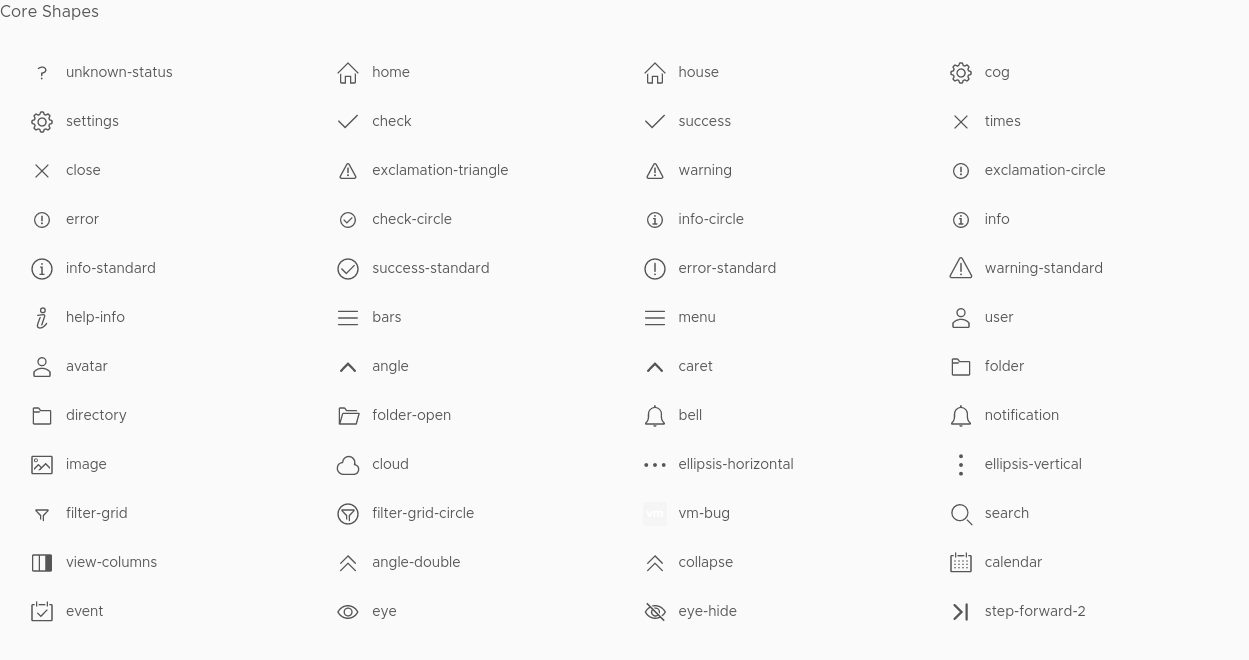 Core Shapes
unknown-status home house cog
settings check success times
close exclamation-triangle warning exclamation-circle
error check-circle info-circle info
info-standard success-standard error-standard warning-standard
help-info bars menu user
avatar angle caret folder
directory folder-open bell notification
image cloud ellipsis-horizontal ellipsis-vertical
filter-grid filter-grid-circle vm vm-bug search
view-columns angle-double collapse calendar
event eye eye-hide step-forward-2